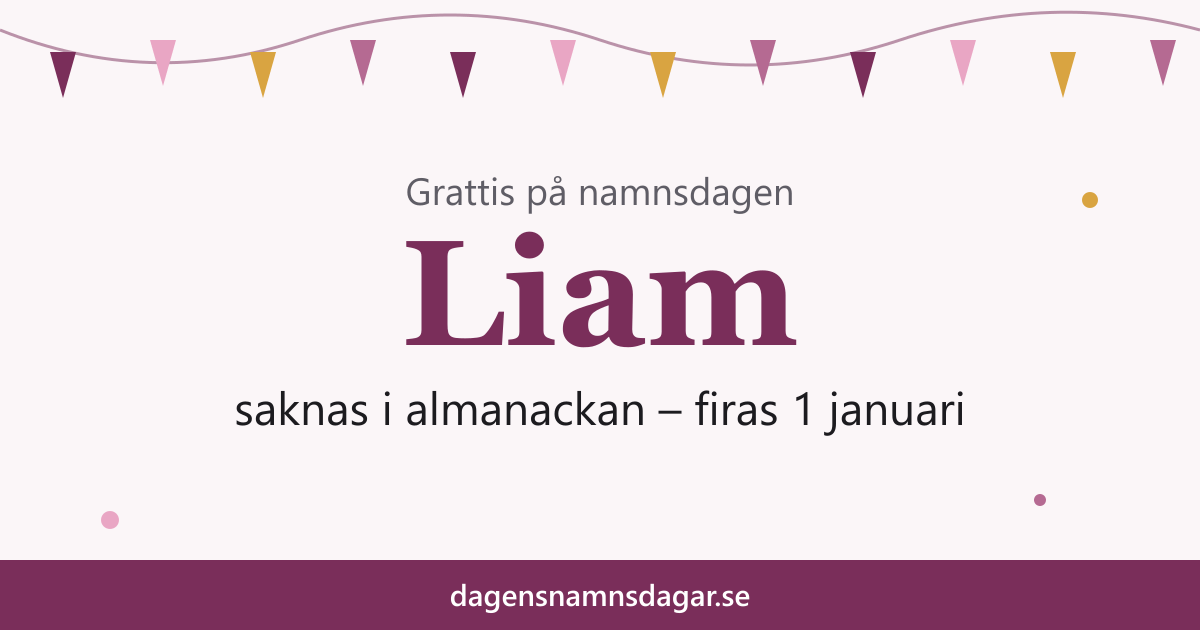 Grattis på namnsdagen
Liam
saknas i almanackan – firas 1 januari
dagensnamnsdagar.se